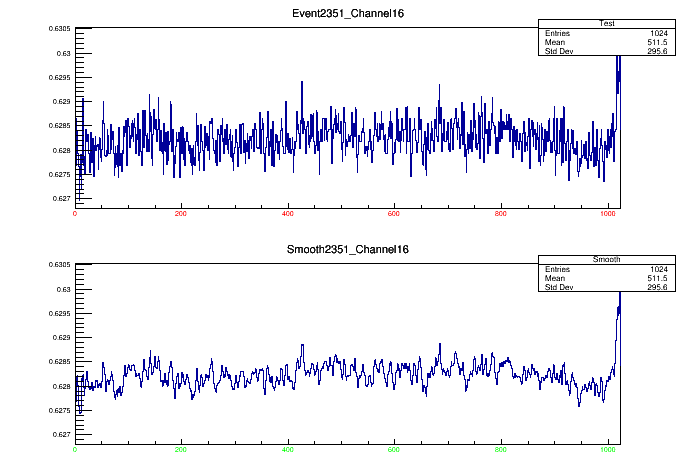 Event2351_Channel16
Test
Entries 1024
Mean 511.5
Std Dev 295.6
0.6305
0.63
0.6295
0.629
0.6285
0.628
0.6275
0.627
0 200 400 600 800 1000
Smooth2351_Channel16
Smooth
Entries 1024
Mean 511.5
Std Dev 295.6
0.6305
0.63
0.6295
0.629
0.6285
0.628
0.6275
0.627
0 200 400 600 800 1000